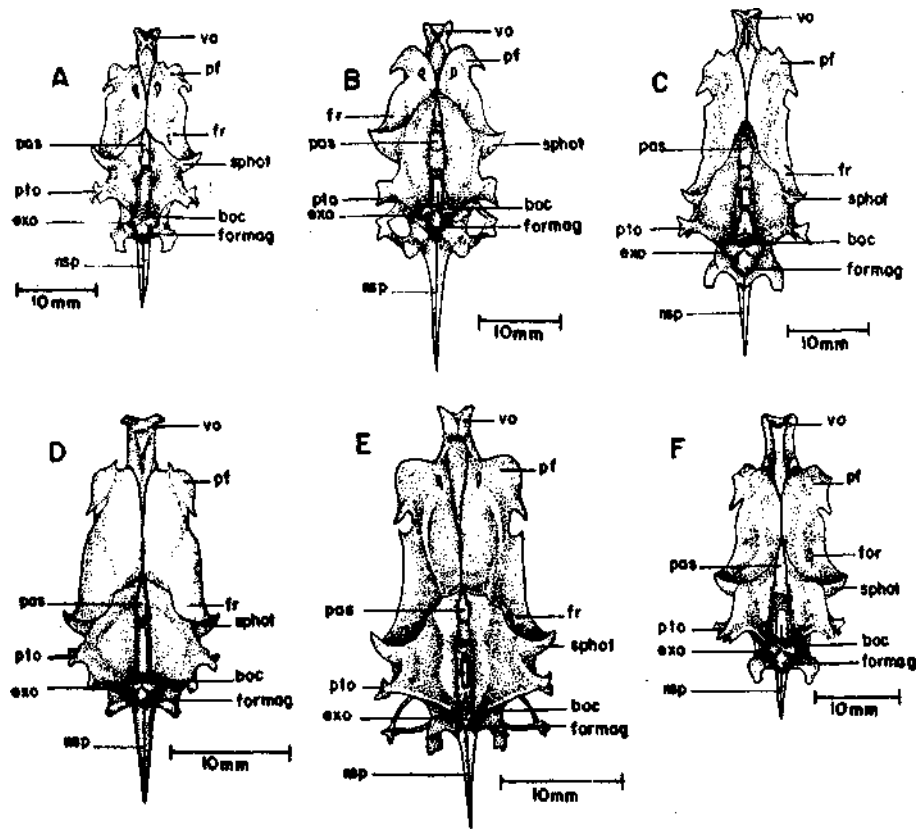 A
vo
pf
fr
pas
sphot
pto
exo
boc
formag
nsp
10mm
B
vo
pf
fr
pas
sphot
pto
exo
boc
formag
nsp
10mm
C
vo
pf
pas
fr
sphot
pto
exo
boc
formag
nsp
10mm
D
vo
pf
pas
fr
sphot
pto
exo
boc
formag
nsp
10mm
E
vo
pf
pas
fr
sphot
pto
exo
boc
formag
nsp
10mm
F
vo
pf
for
pas
sphot
pto
exo
boc
formag
nsp
10mm